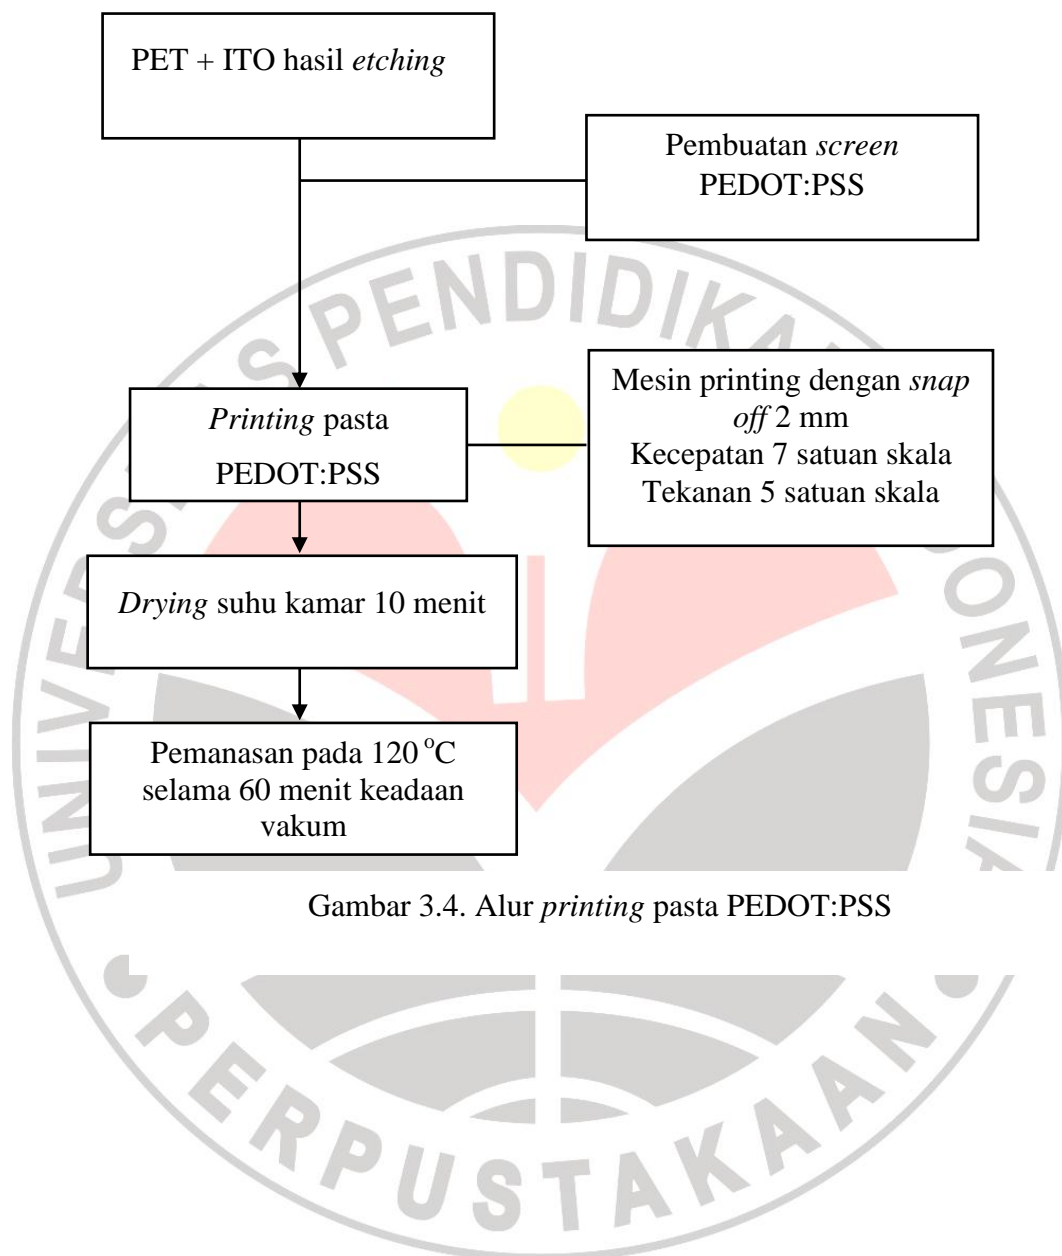 PET + ITO hasil etching
Pembuatan screen
PEDOT:PSS
Printing pasta
PEDOT:PSS
Mesin printing dengan snap
off 2 mm
Kecepatan 7 satuan skala
Tekanan 5 satuan skala
Drying suhu kamar 10 menit
Pemanasan pada 120 °C
selama 60 menit keadaan
vakum
Gambar 3.4. Alur printing pasta PEDOT:PSS
PERPUSTAKAAN